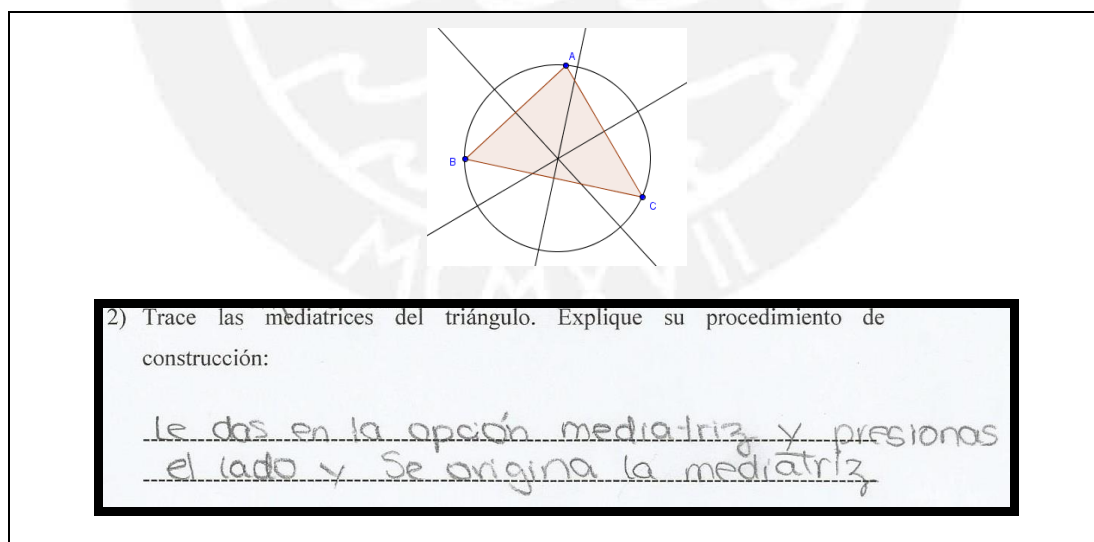 A
B
C
MCMXVII
2) Trace las mediatrices del triángulo. Explique su procedimiento de
construcción:
le das en la opción mediatriz y presionas
el lado y se origina la mediatriz